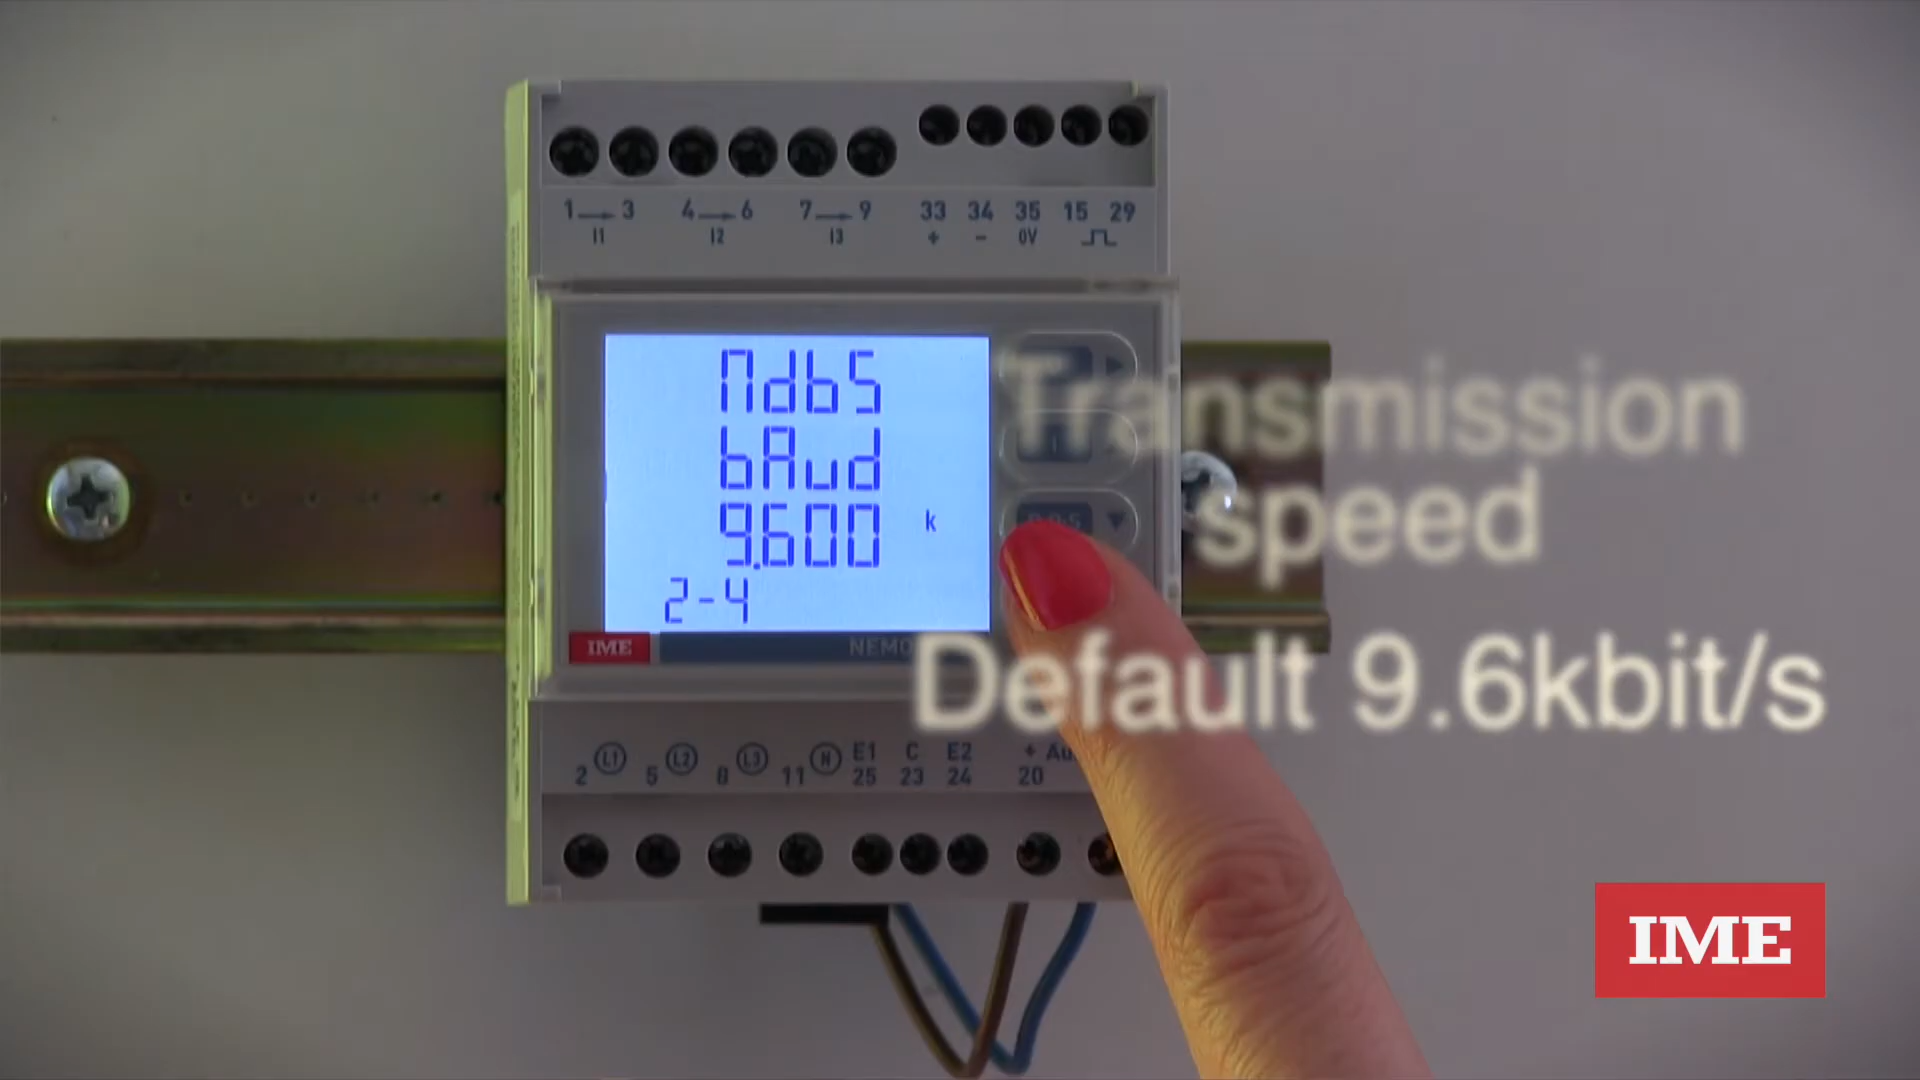 1 3 4 6 7 9 33 34 35 15 29
I1 I2 I3 + - 0V
MdbS
bAud
9.600 k
2-4
IME NEMO
Transmission
speed
Default 9.6kbit/s
L1 L2 L3 N E1 C E2 +
2 5 8 11 25 23 24 20
IME